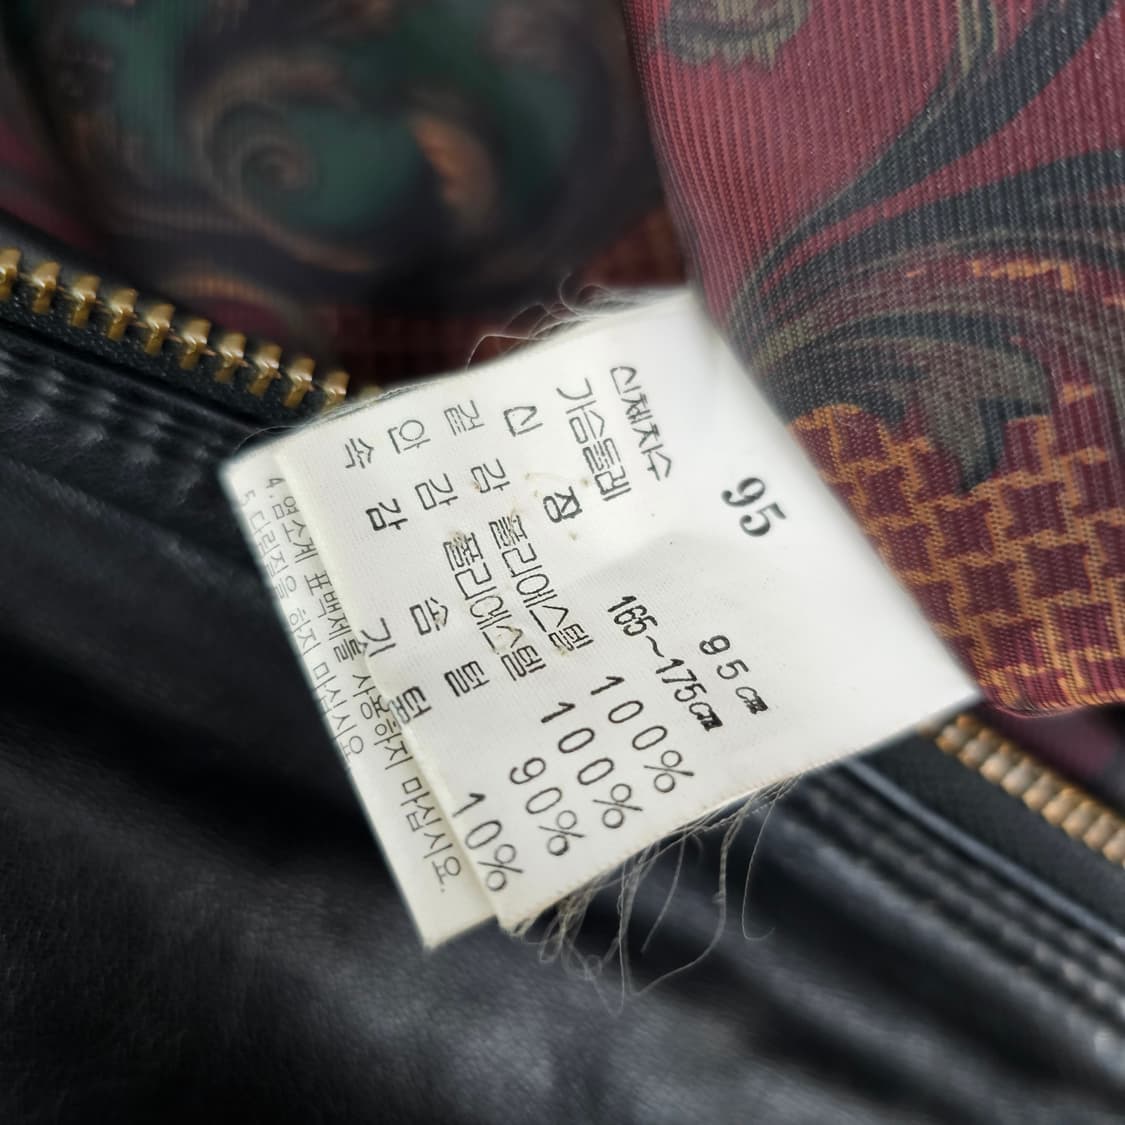 95
신체치수
가슴둘레 95cm
신 장 165~175cm
겉 감 폴리에스텔 100%
안 감 폴리에스텔 100%
속 감 솜 털 90%
깃 털 10%
4. 염소계 표백제를 사용하지 마십시요.
5. 다림질을 하지 마십시요